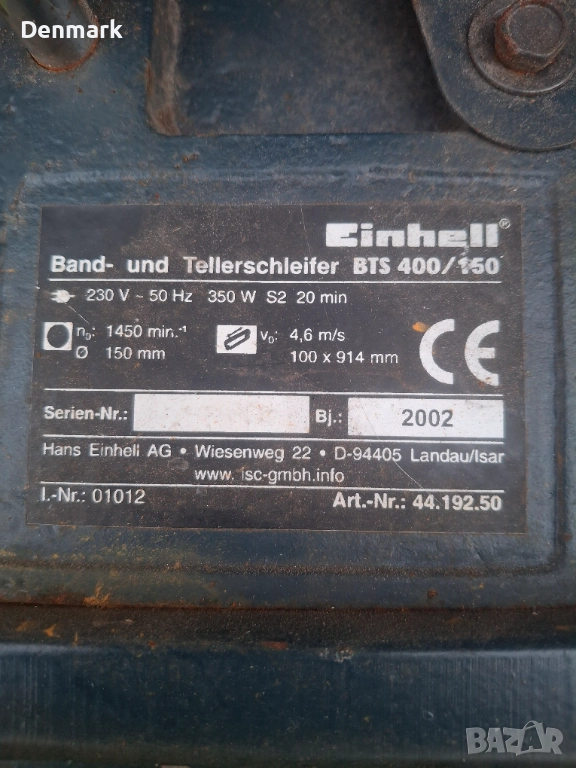 Denmark
Einhell®
Band- und Tellerschleifer BTS 400/150
230 V ~ 50 Hz 350 W S2 20 min
n₀: 1450 min.⁻¹
Ø 150 mm
v₀: 4,6 m/s
100 x 914 mm
CE
Serien-Nr.:
Bj.: 2002
Hans Einhell AG • Wiesenweg 22 • D-94405 Landau/Isar
www.isc-gmbh.info
I.-Nr.: 01012
Art.-Nr.: 44.192.50
BAZAR